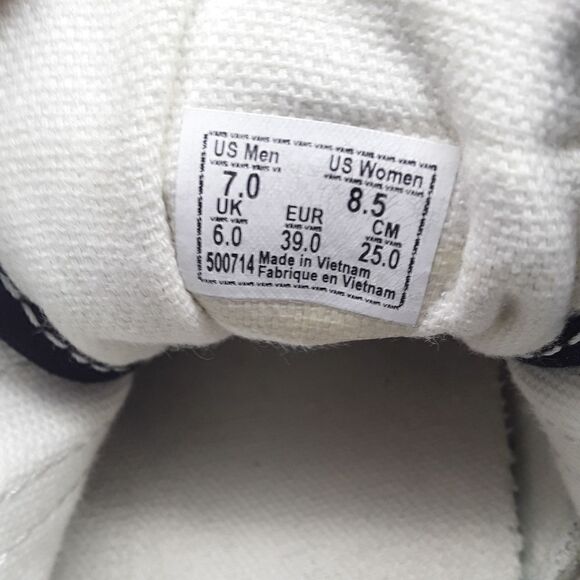 US Men US Women
7.0 8.5
UK EUR CM
6.0 39.0 25.0
500714 Made in Vietnam
Fabrique en Vietnam